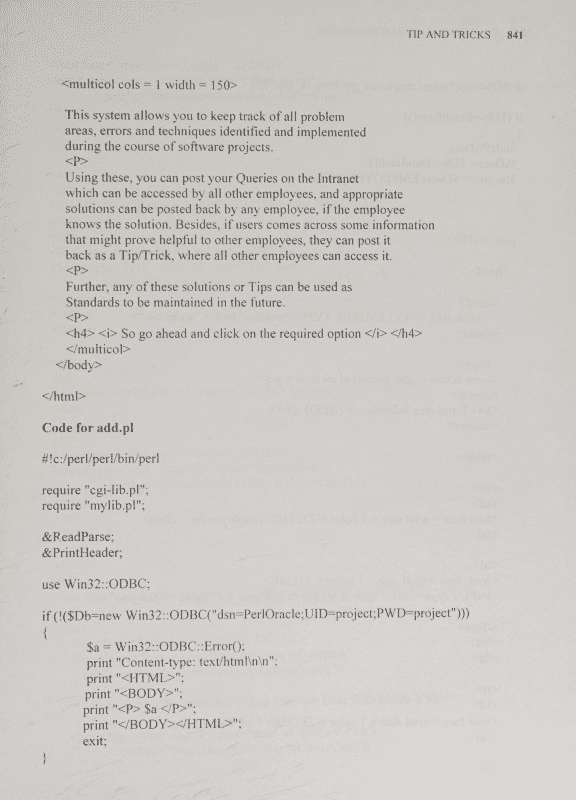 TIP AND TRICKS 841
<multicol cols = 1 width = 150>
This system allows you to keep track of all problem
areas, errors and techniques identified and implemented
during the course of software projects.
<P>
Using these, you can post your Queries on the Intranet
which can be accessed by all other employees, and appropriate
solutions can be posted back by any employee, if the employee
knows the solution. Besides, if users comes across some information
that might prove helpful to other employees, they can post it
back as a Tip/Trick, where all other employees can access it.
<P>
Further, any of these solutions or Tips can be used as
Standards to be maintained in the future.
<P>
<h4> <i> So go ahead and click on the required option </i> </h4>
</multicol>
</body>
</html>
Code for add.pl
#!c:/perl/perl/bin/perl
require "cgi-lib.pl";
require "mylib.pl";
&ReadParse;
&PrintHeader;
use Win32::ODBC;
if (!($Db=new Win32::ODBC("dsn=PerlOracle;UID=project;PWD=project")))
{
$a = Win32::ODBC::Error();
print "Content-type: text/html\n\n";
print "<HTML>";
print "<BODY>";
print "<P> $a </P>";
print "</BODY></HTML>";
exit;
}